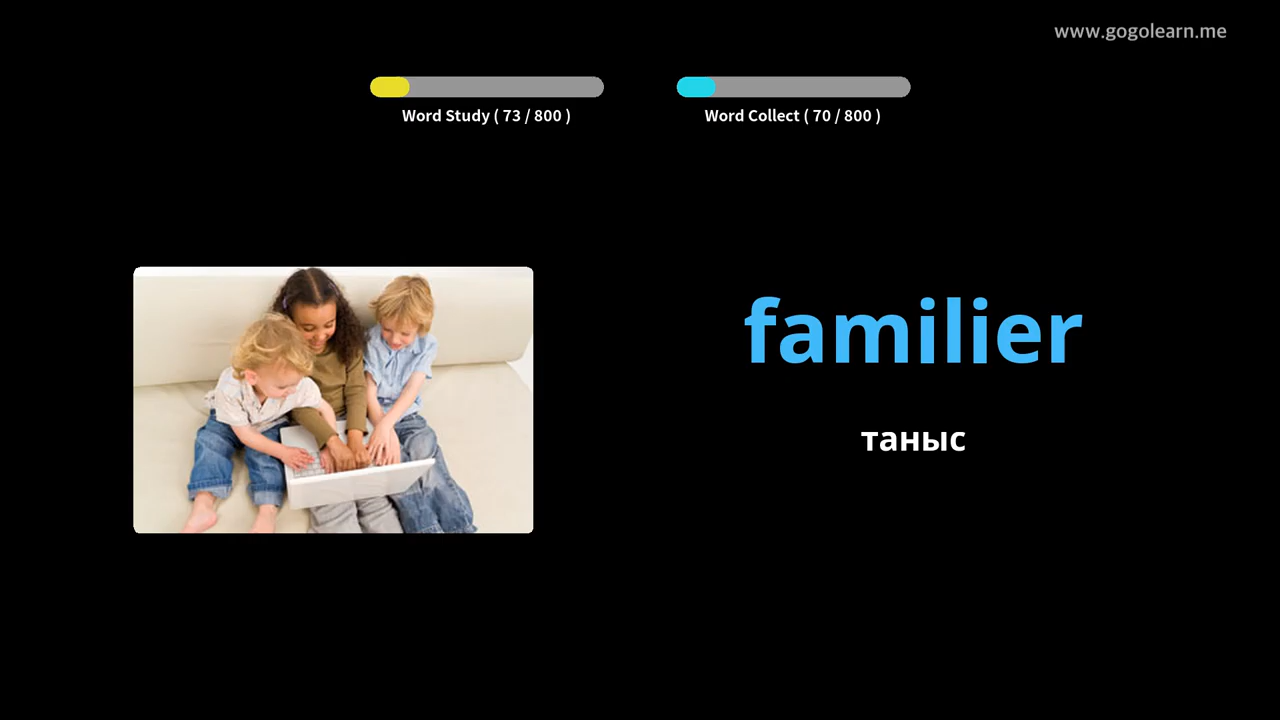 www.gogolearn.me
Word Study ( 73 / 800 )
Word Collect ( 70 / 800 )
familier
таныс